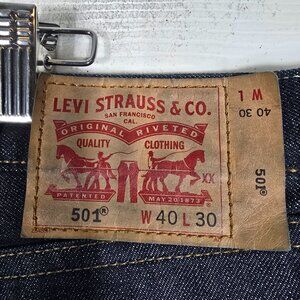 LEVI STRAUSS & CO.
SAN FRANCISCO
CAL.
ORIGINAL RIVETED
QUALITY CLOTHING
XX
PATENTED MAY 20 1873
501® W 40 L 30
W L
40 30
501®